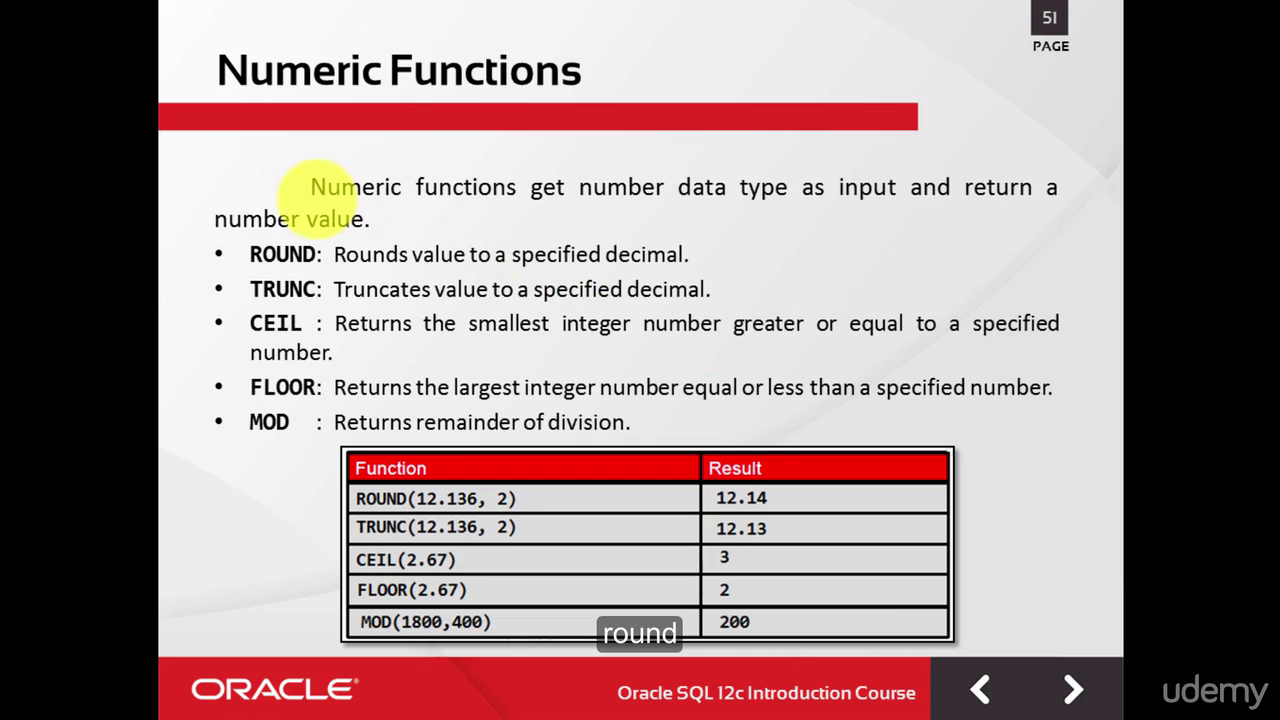 51
PAGE
Numeric Functions
Numeric functions get number data type as input and return a
number value.
• ROUND: Rounds value to a specified decimal.
• TRUNC: Truncates value to a specified decimal.
• CEIL : Returns the smallest integer number greater or equal to a specified
number.
• FLOOR: Returns the largest integer number equal or less than a specified number.
• MOD : Returns remainder of division.
Function Result
ROUND(12.136, 2) 12.14
TRUNC(12.136, 2) 12.13
CEIL(2.67) 3
FLOOR(2.67) 2
MOD(1800,400) 200
round
ORACLE® Oracle SQL 12c Introduction Course
udemy